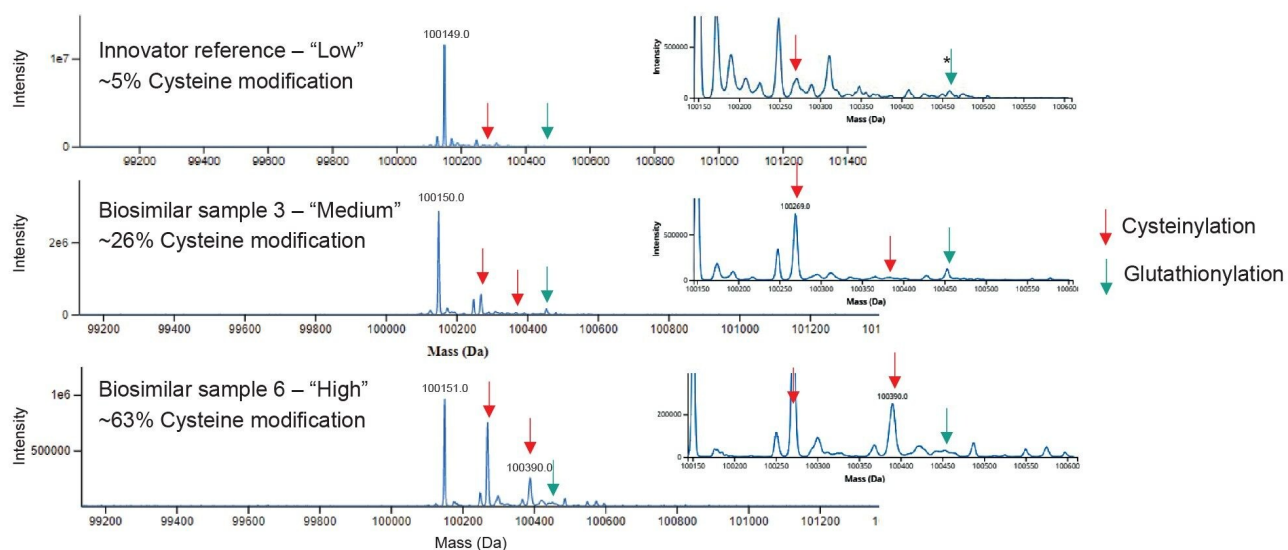 Innovator reference – “Low”
~5% Cysteine modification
Intensity
1e7
0
100149.0
99200 99400 99600 99800 100000 100200 100400 100600 100800 101000 101200 101400
Intensity
500000
0
*
100150 100200 100250 100300 100350 100400 100450 100500 100550 100600
Mass (Da)
Biosimilar sample 3 – “Medium”
~26% Cysteine modification
Intensity
2e6
0
100150.0
99200 99400 99600 99800 100000 100200 100400 100600 100800 101000 101200 101
Mass (Da)
Intensity
500000
0
100269.0
100150 100200 100250 100300 100350 100400 100450 100500 100550 100600
Mass (Da)
Cysteinylation
Glutathionylation
Biosimilar sample 6 – “High”
~63% Cysteine modification
Intensity
1e6
500000
100151.0
100390.0
99200 99400 99600 99800 100000 100200 100400 100600 100800 101000 101200 1
Mass (Da)
Intensity
200000
0
100390.0
100150 100200 100250 100300 100350 100400 100450 100500 100550 100600
Mass (Da)